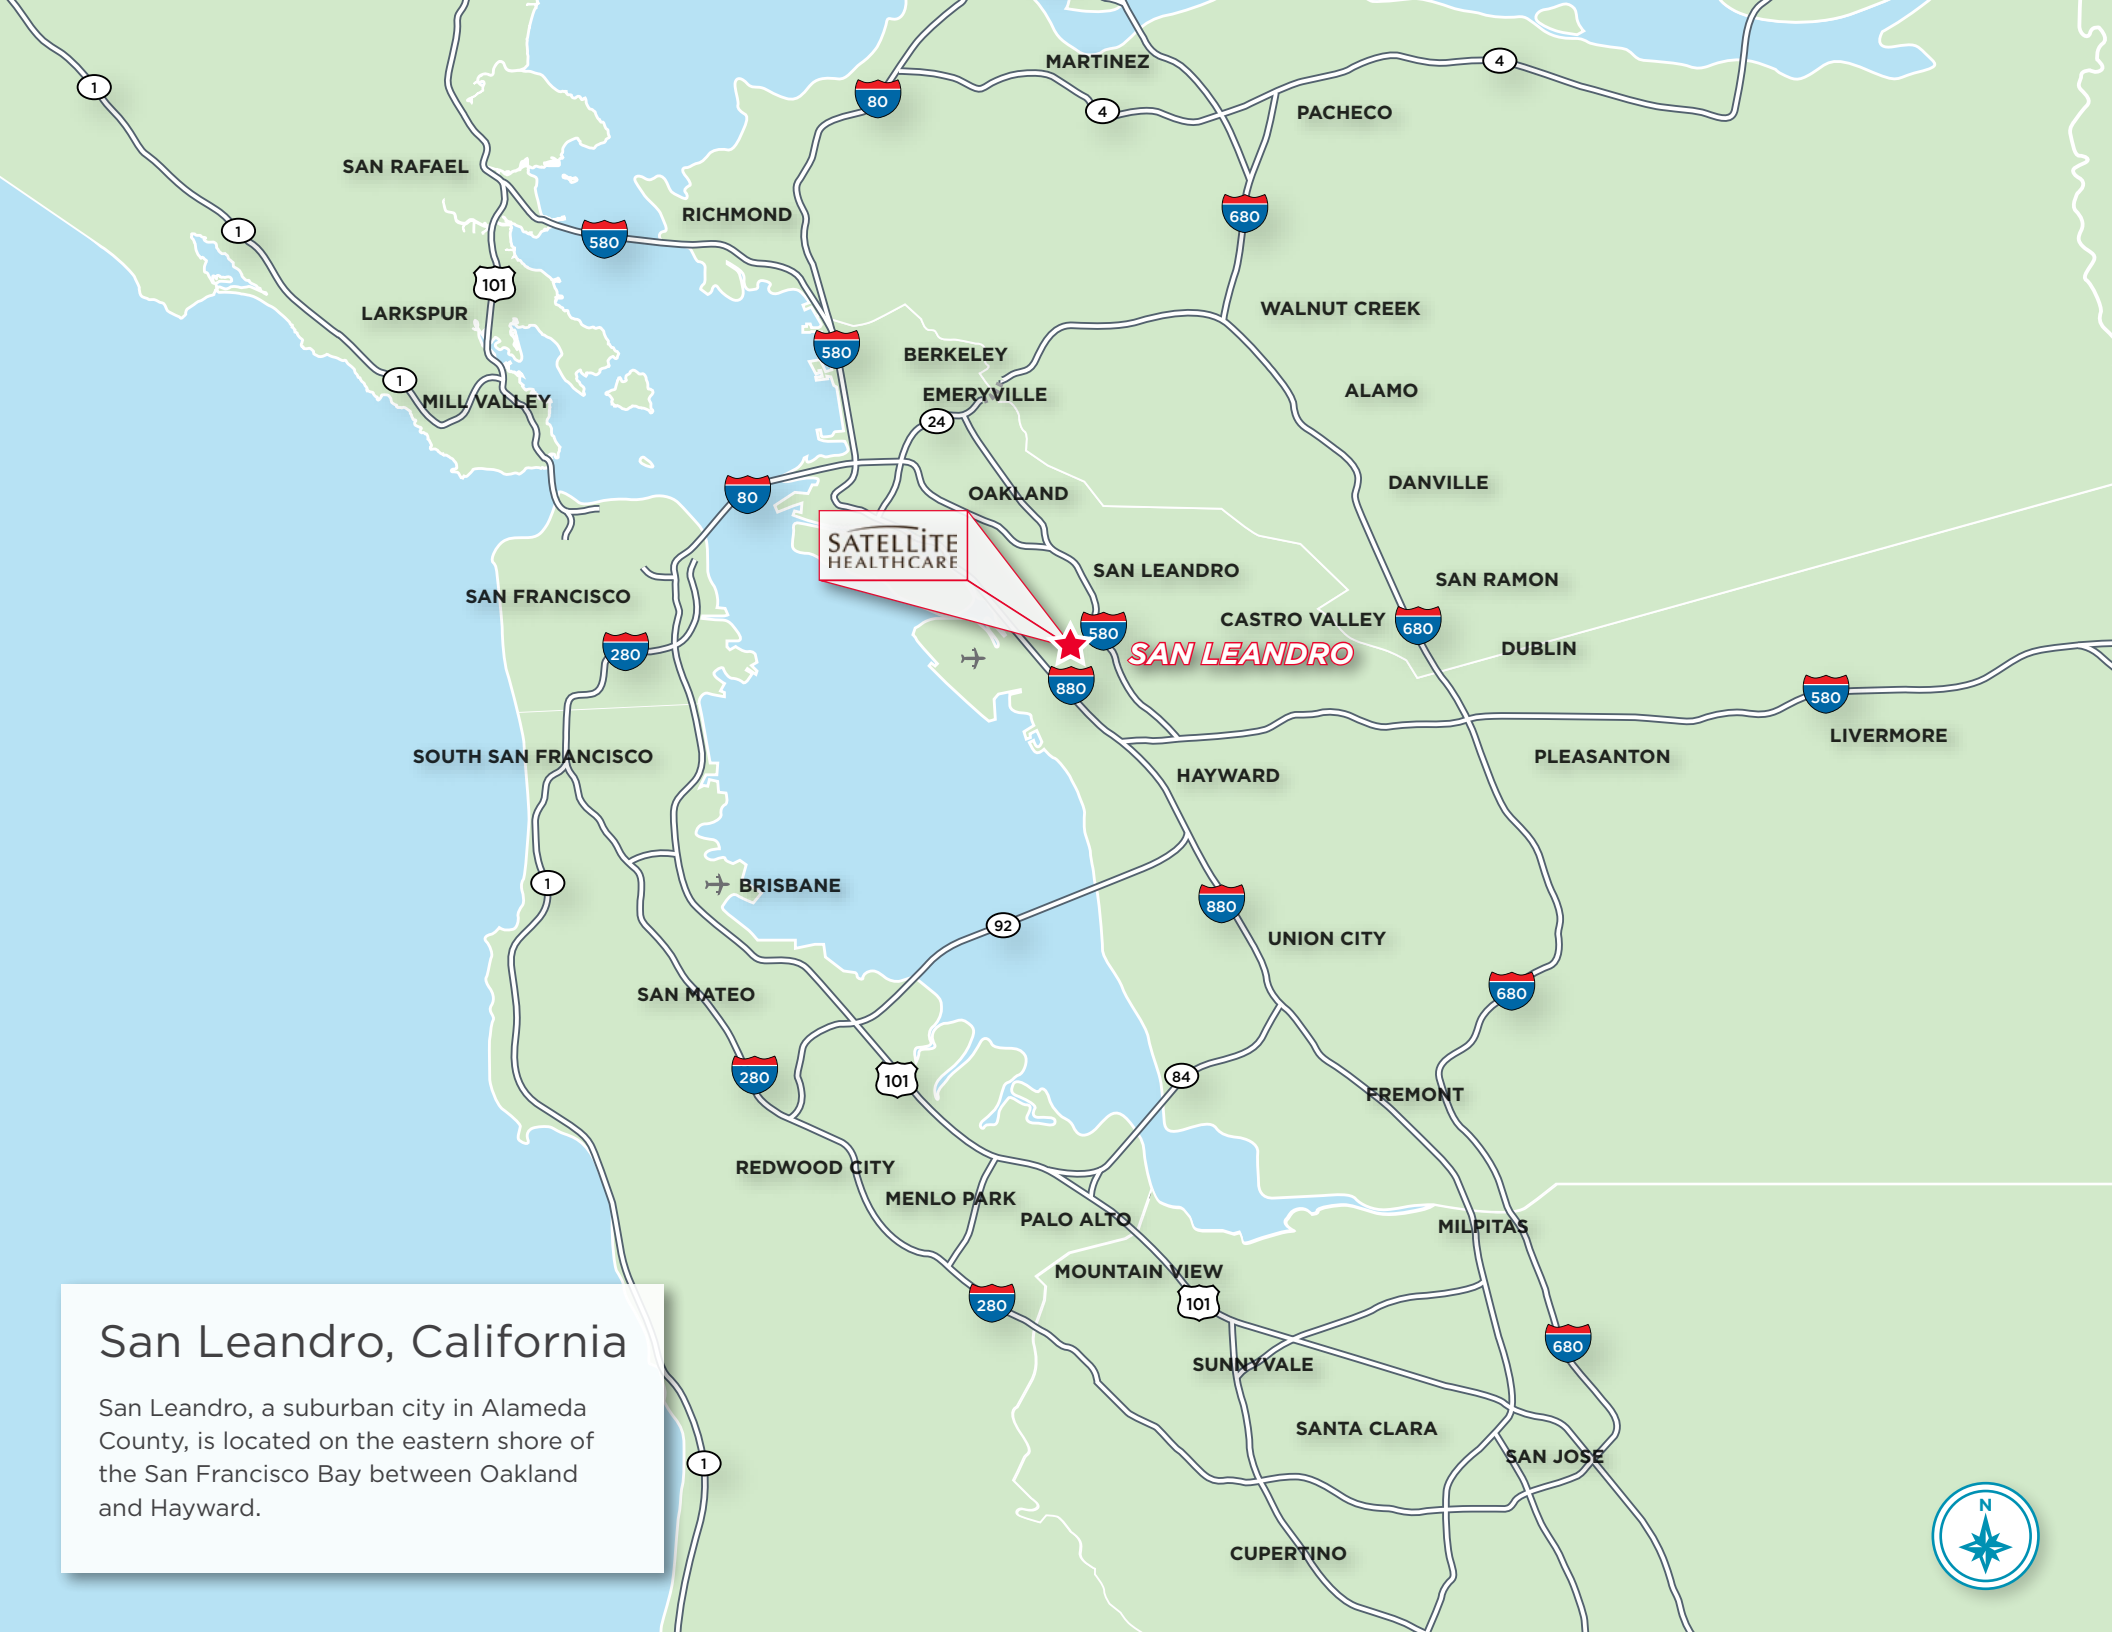 MARTINEZ
4
1
80
4
PACHECO
SAN RAFAEL
RICHMOND
680
1
580
101
LARKSPUR
WALNUT CREEK
580
BERKELEY
1
EMERYVILLE
ALAMO
MILL VALLEY
24
DANVILLE
80
OAKLAND
SATELLiTE
HEALTHCARE
SAN LEANDRO
SAN RAMON
SAN FRANCISCO
CASTRO VALLEY
680
580
280
SAN LEANDRO
DUBLIN
880
580
LIVERMORE
SOUTH SAN FRANCISCO
PLEASANTON
HAYWARD
1
BRISBANE
880
92
UNION CITY
SAN MATEO
680
280
101
84
FREMONT
REDWOOD CITY
MENLO PARK
PALO ALTO
MILPITAS
MOUNTAIN VIEW
280
101
680
SUNNYVALE
SANTA CLARA
SAN JOSE
1
CUPERTINO
N
San Leandro, California
San Leandro, a suburban city in Alameda
County, is located on the eastern shore of
the San Francisco Bay between Oakland
and Hayward.